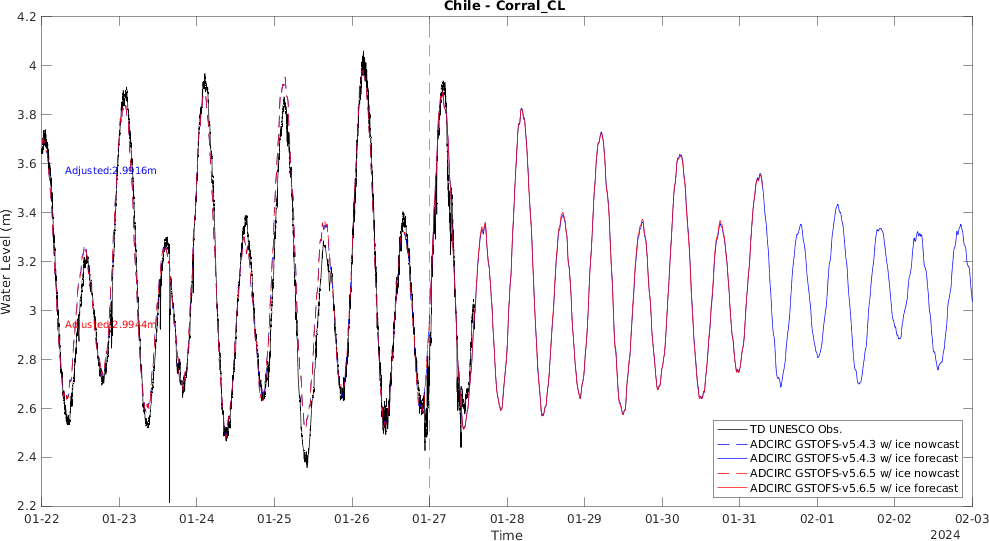 Chile - Corral_CL
4.2
4
3.8
3.6
3.4
3.2
3
2.8
2.6
2.4
2.2
Water Level (m)
Adjusted:2.9916m
Adjusted:2.9944m
TD UNESCO Obs.
ADCIRC GSTOFS-v5.4.3 w/ ice nowcast
ADCIRC GSTOFS-v5.4.3 w/ ice forecast
ADCIRC GSTOFS-v5.6.5 w/ ice nowcast
ADCIRC GSTOFS-v5.6.5 w/ ice forecast
01-22 01-23 01-24 01-25 01-26 01-27 01-28 01-29 01-30 01-31 02-01 02-02 02-03
Time
2024